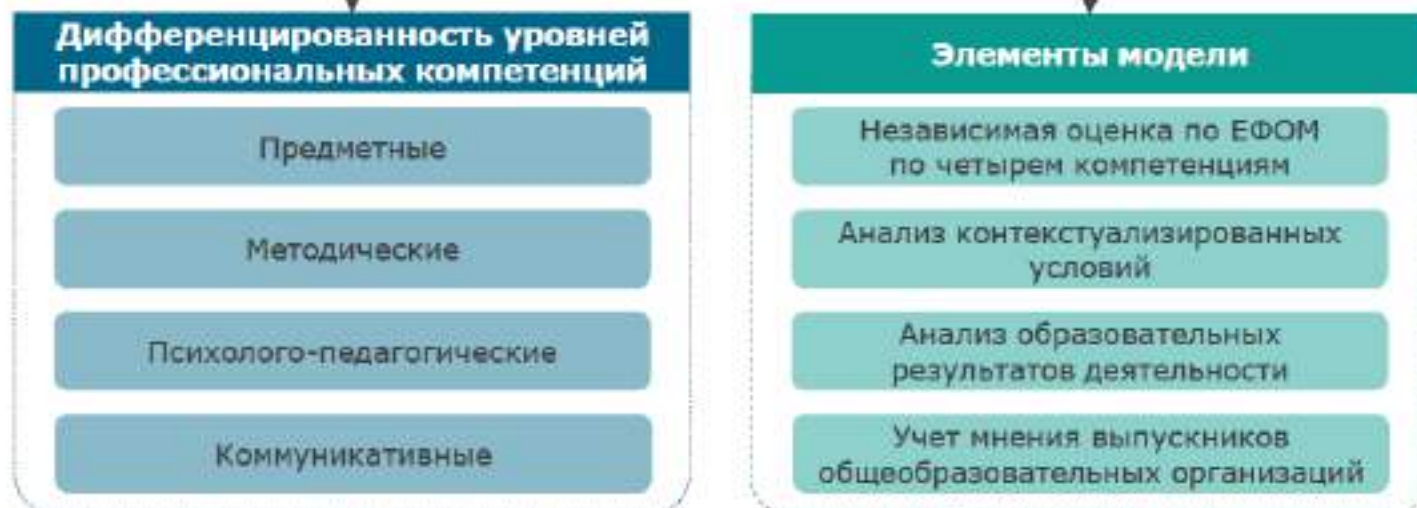 Дифференцированность уровней
профессиональных компетенций
Предметные
Методические
Психолого-педагогические
Коммуникативные
Элементы модели
Независимая оценка по ЕФОМ
по четырем компетенциям
Анализ контекстуализированных
условий
Анализ образовательных
результатов деятельности
Учет мнения выпускников
общеобразовательных организаций